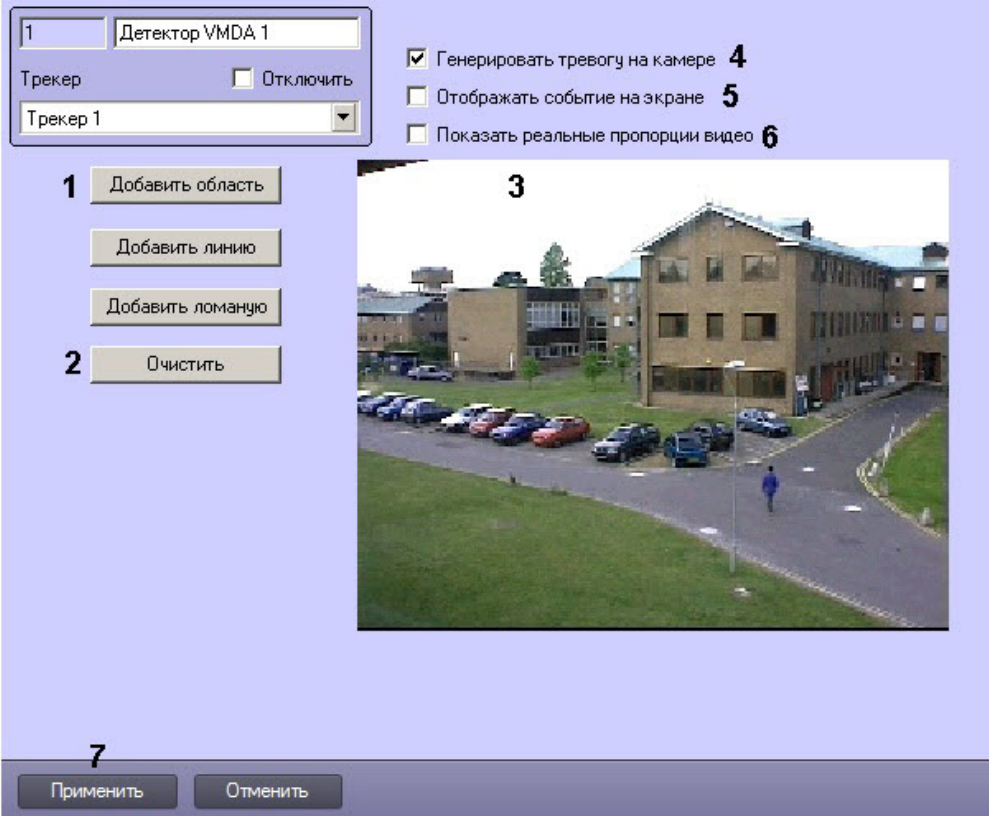 1 Детектор VMDA 1
Трекер Отключить
Трекер 1
Генерировать тревогу на камере 4
Отображать событие на экране 5
Показать реальные пропорции видео 6
1 Добавить область
Добавить линию
Добавить ломаную
2 Очистить
3
7
Применить Отменить